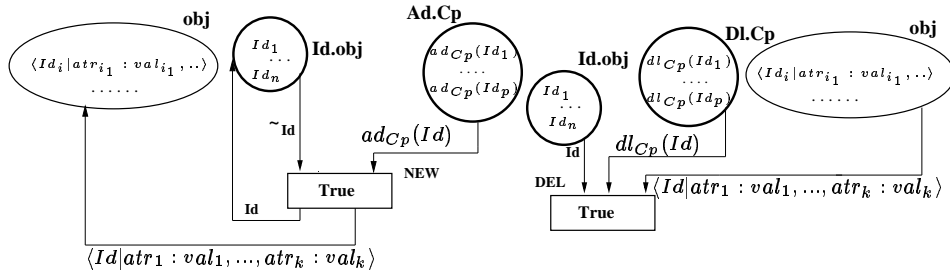 obj
⟨Id_i|atr_{i_1} : val_{i_1}, ..⟩
......
Id_1
...
Id_n
Id.obj
Ad.Cp
ad_{Cp}(Id_1)
....
ad_{Cp}(Id_p)
~Id
ad_{Cp}(Id)
NEW
True
Id
⟨Id|atr_1 : val_1, ..., atr_k : val_k⟩
Id.obj
Id_1
...
Id_n
Dl.Cp
dl_{Cp}(Id_1)
....
dl_{Cp}(Id_p)
obj
⟨Id_i|atr_{i_1} : val_{i_1}, ..⟩
......
Id
dl_{Cp}(Id)
DEL
True
⟨Id|atr_1 : val_1, ..., atr_k : val_k⟩